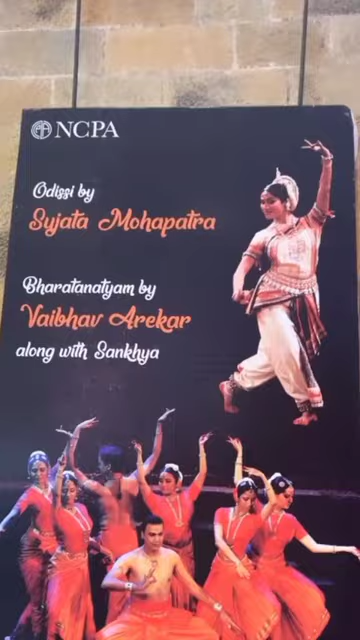 NCPA
Odissi by
Sujata Mohapatra
Bharatanatyam by
Vaibhav Arekar
along with Sankhya